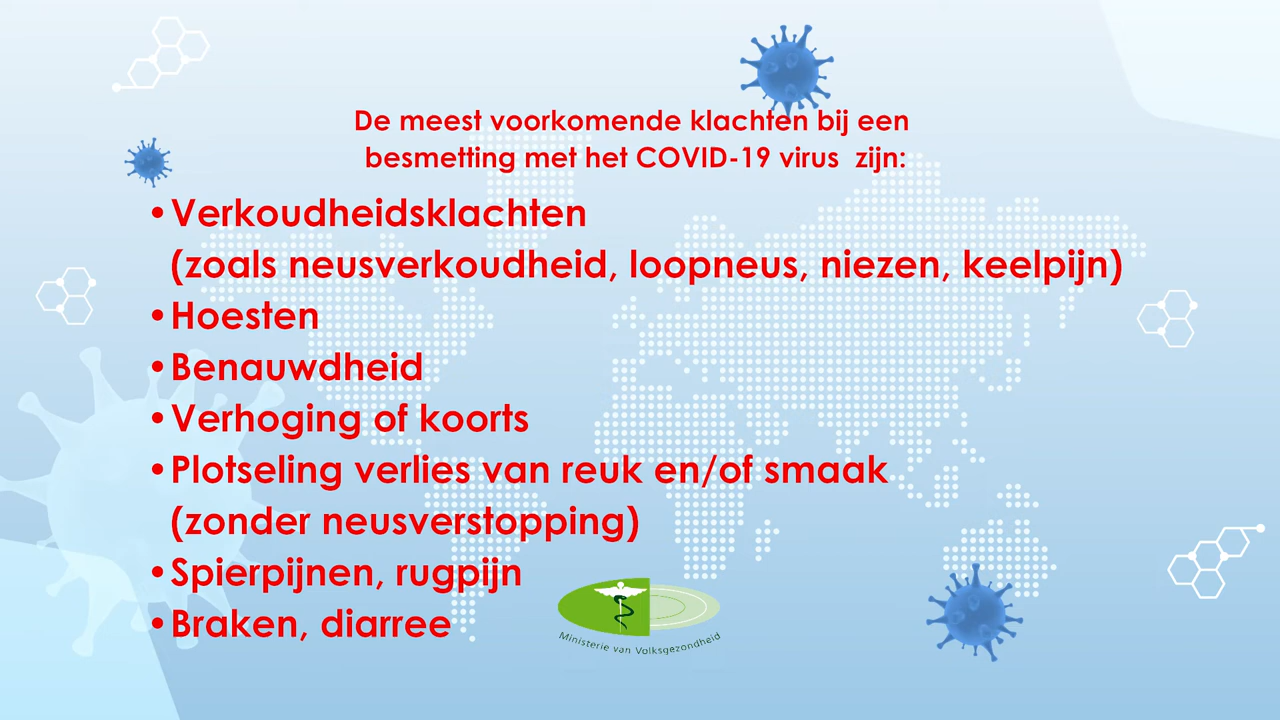 De meest voorkomende klachten bij een
besmetting met het COVID-19 virus  zijn:
•Verkoudheidsklachten
(zoals neusverkoudheid, loopneus, niezen, keelpijn)
•Hoesten
•Benauwdheid
•Verhoging of koorts
•Plotseling verlies van reuk en/of smaak
(zonder neusverstopping)
•Spierpijnen, rugpijn
•Braken, diarree
Ministerie van Volksgezondheid